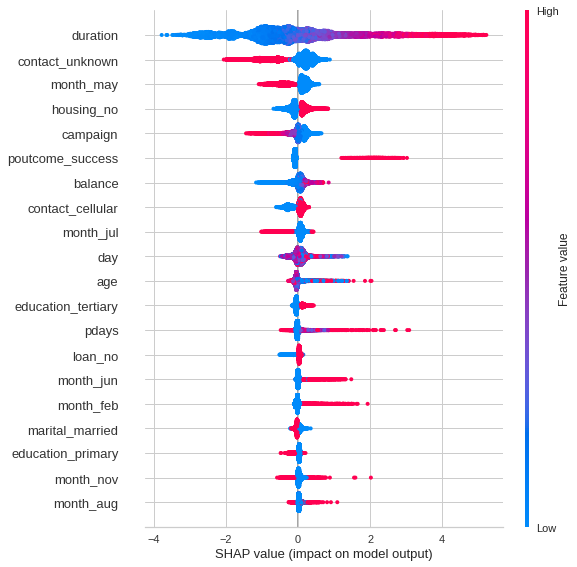 High
duration
contact_unknown
month_may
housing_no
campaign
poutcome_success
balance
contact_cellular
month_jul
day
age
education_tertiary
pdays
loan_no
month_jun
month_feb
marital_married
education_primary
month_nov
month_aug
Feature value
Low
−4 −2 0 2 4
SHAP value (impact on model output)